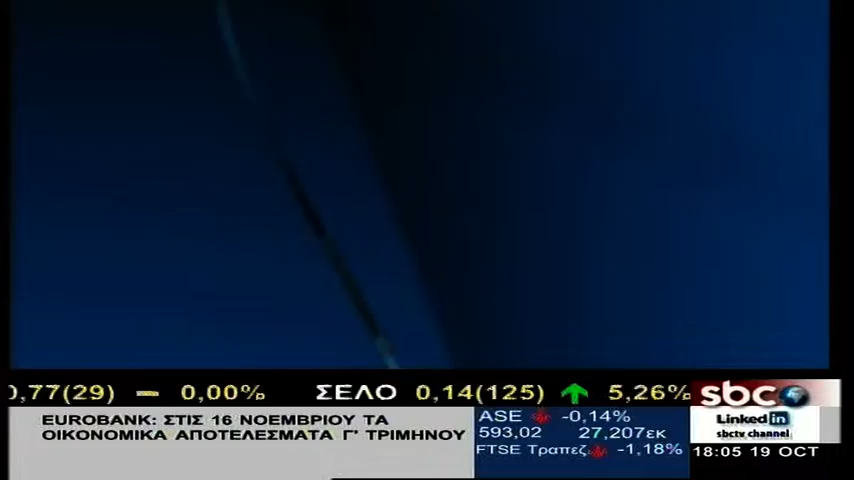 0,77(29) 0,00% ΣΕΛΟ 0,14(125) 5,26%
sbc
EUROBANK: ΣΤΙΣ 16 ΝΟΕΜΒΡΙΟΥ ΤΑ
ΟΙΚΟΝΟΜΙΚΑ ΑΠΟΤΕΛΕΣΜΑΤΑ Γ' ΤΡΙΜΗΝΟΥ
ASE -0,14%
593,02 27,207εκ
FTSE Τραπεζ -1,18%
Linked in
sbctv channel
18:05 19 OCT